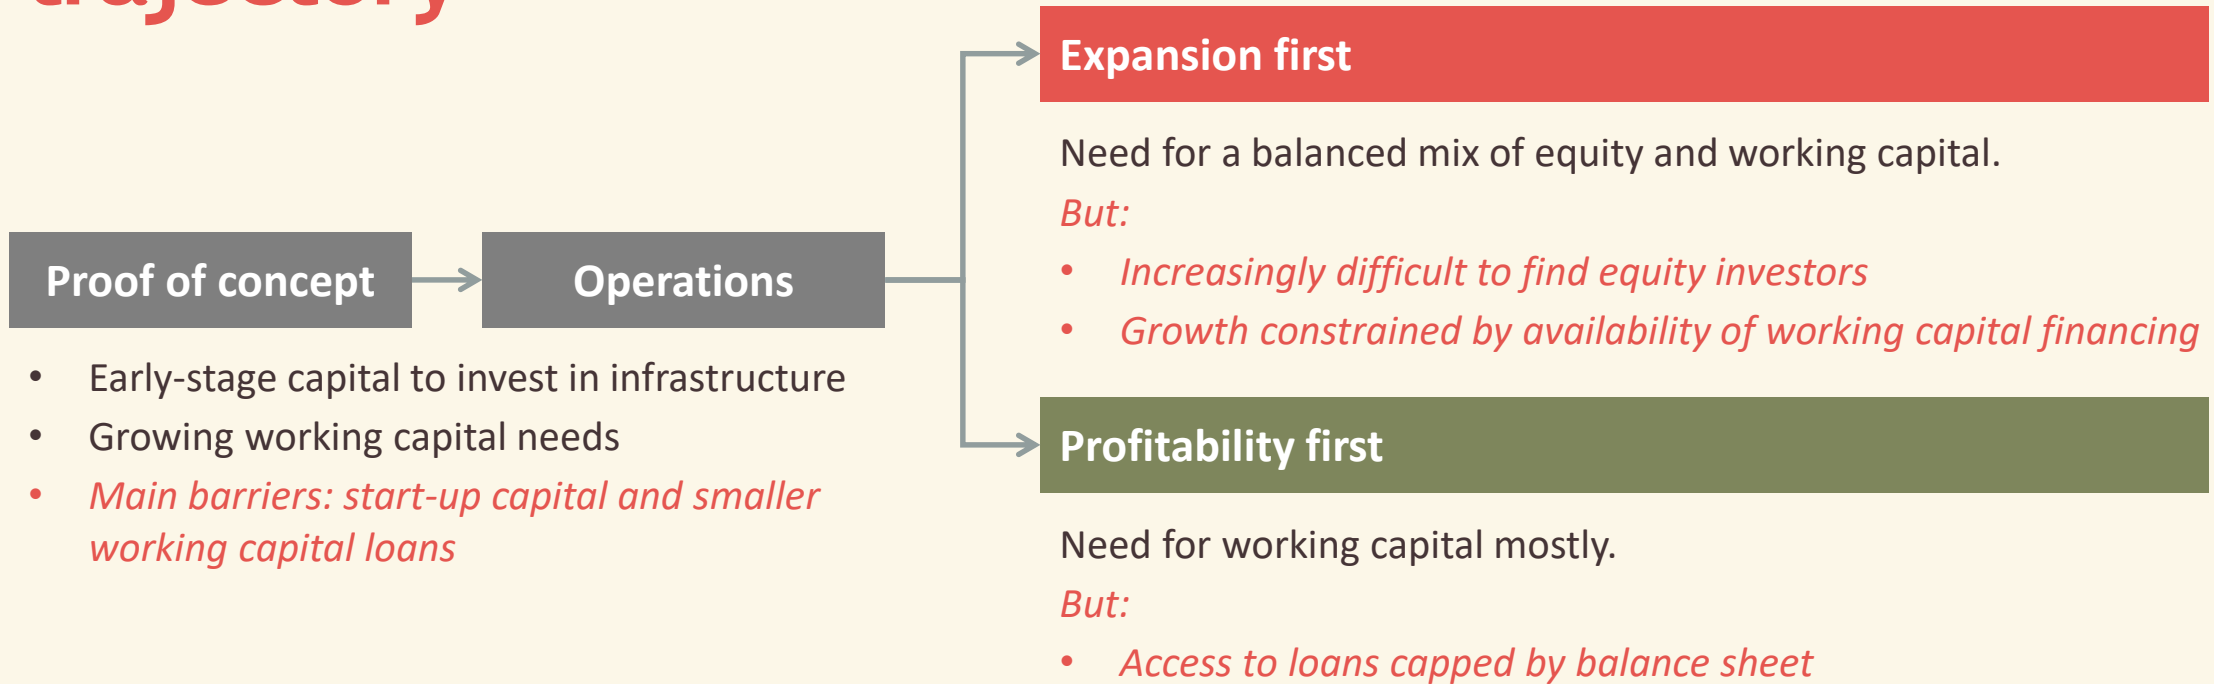 trajectory
Proof of concept
Operations
• Early-stage capital to invest in infrastructure
• Growing working capital needs
• Main barriers: start-up capital and smaller
working capital loans
Expansion first
Need for a balanced mix of equity and working capital.
But:
• Increasingly difficult to find equity investors
• Growth constrained by availability of working capital financing
Profitability first
Need for working capital mostly.
But:
• Access to loans capped by balance sheet